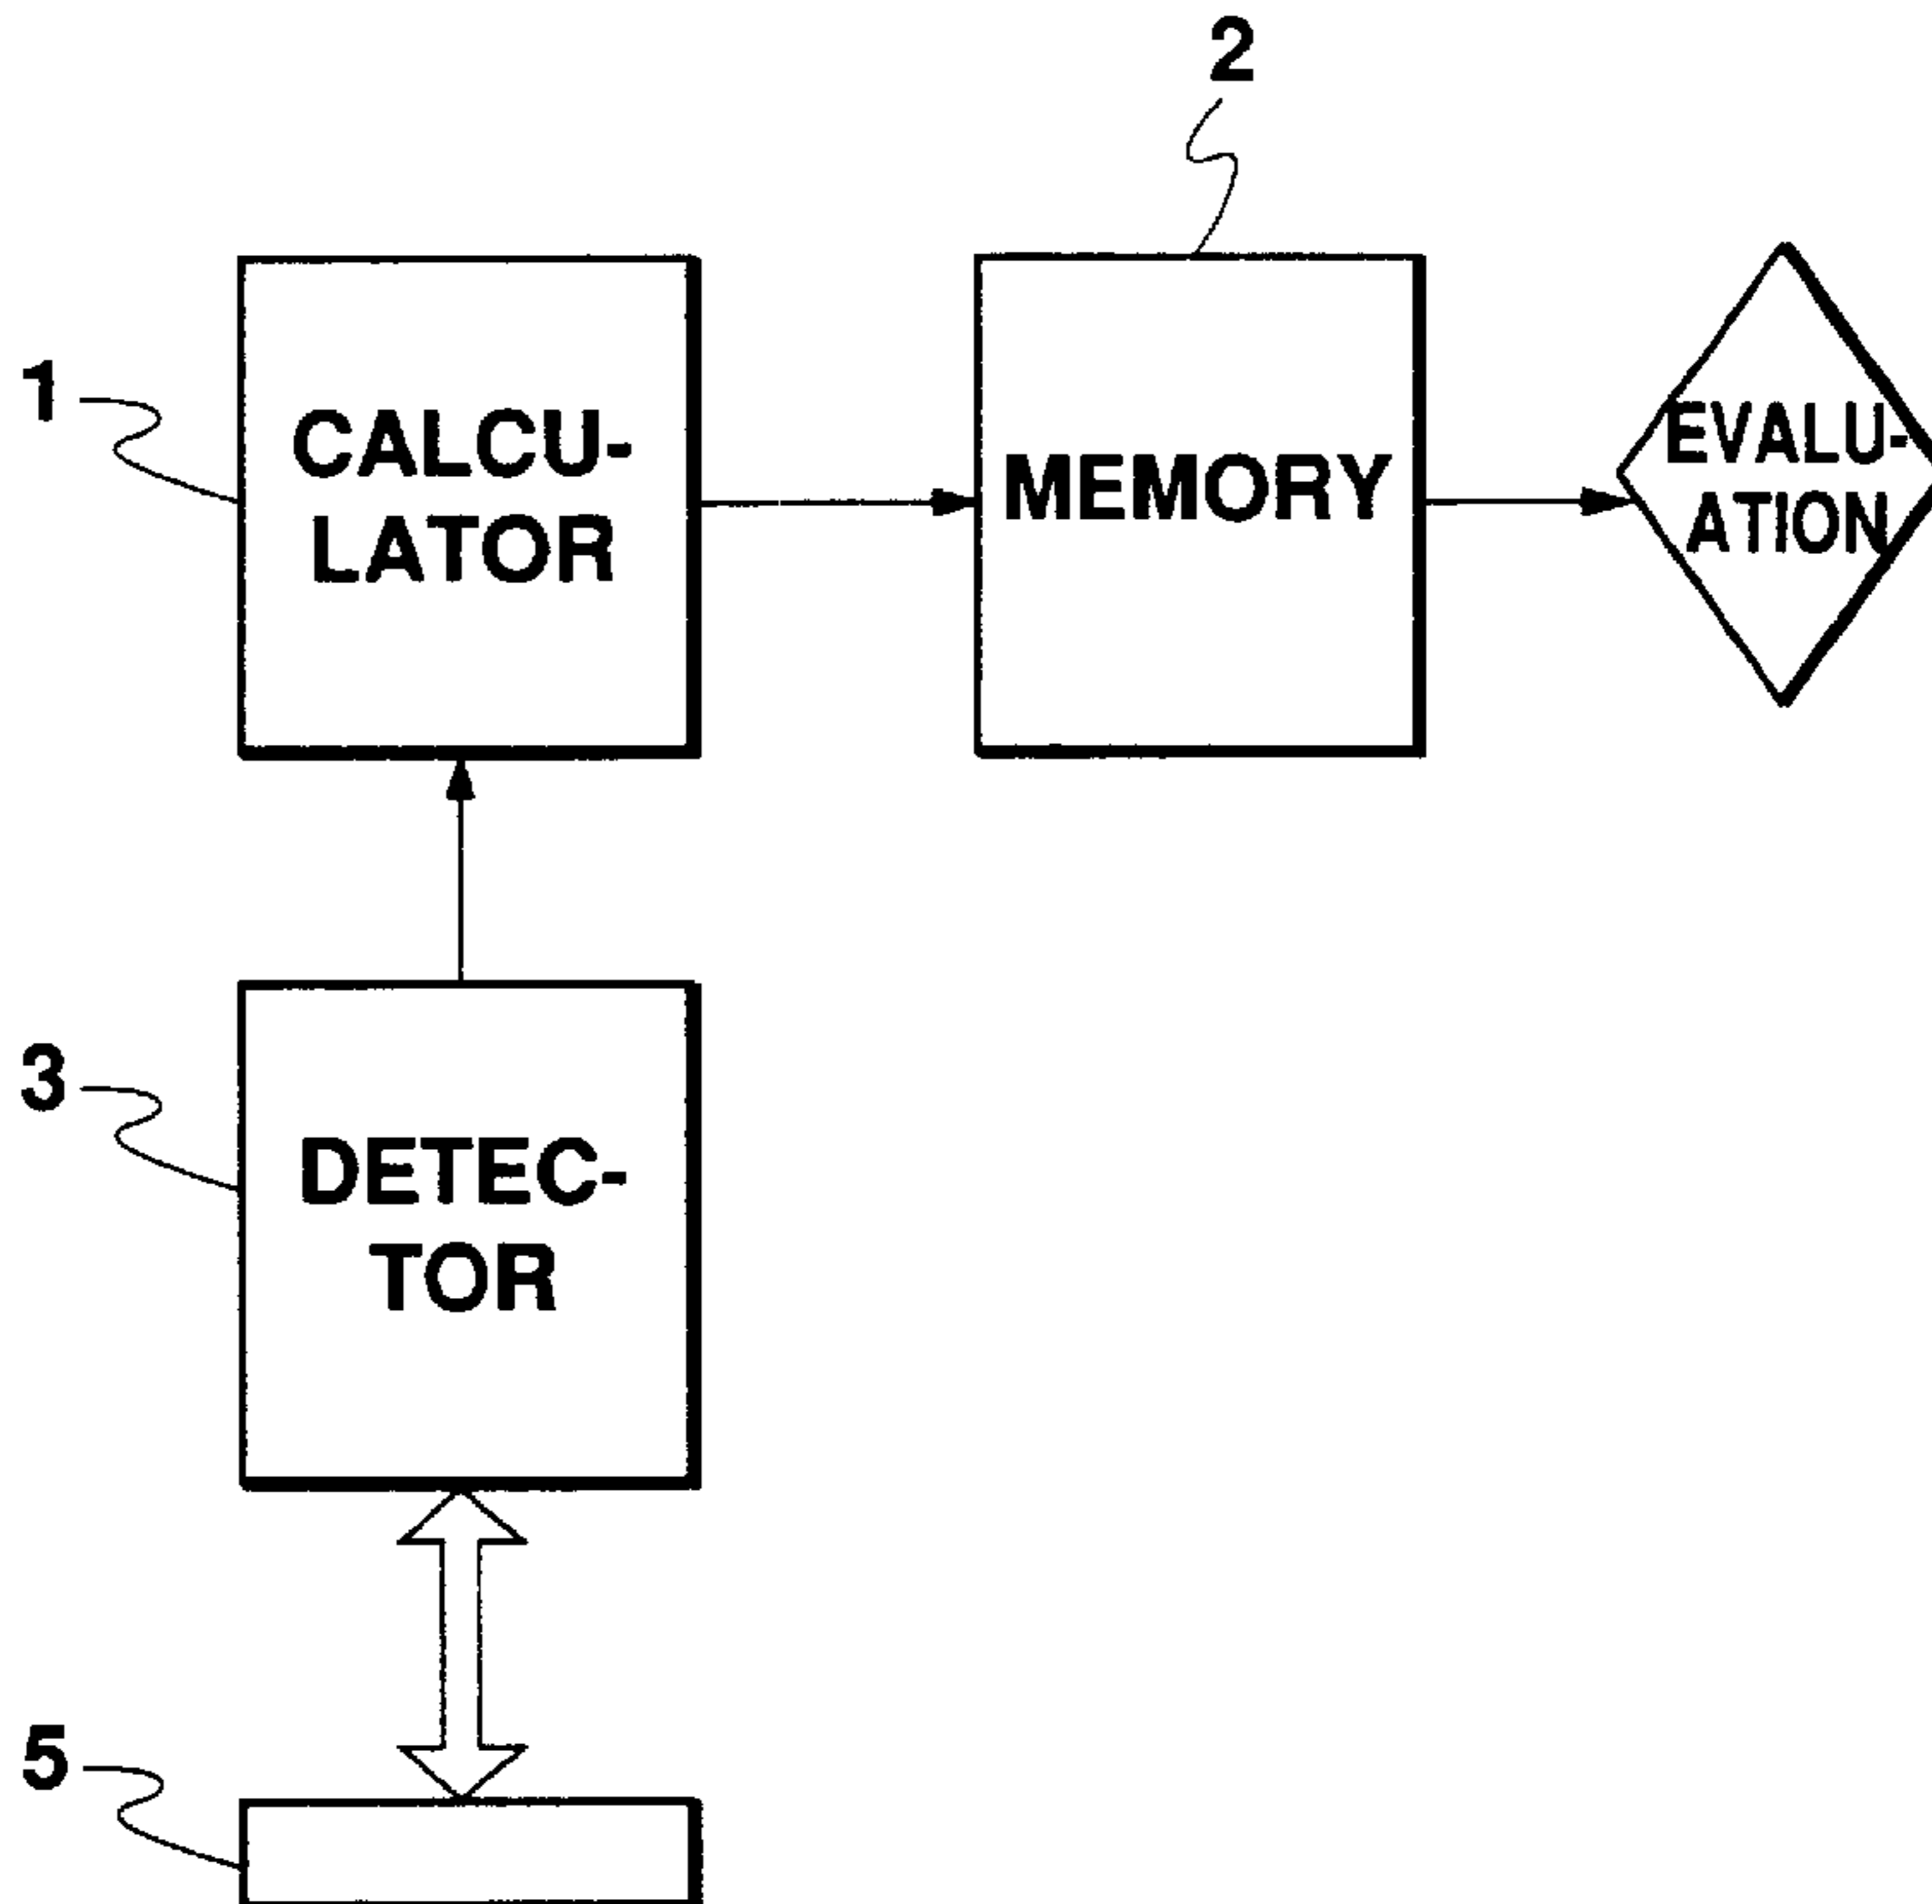 2
1
CALCU-
LATOR
MEMORY
EVALU-
ATION
3
DETEC-
TOR
5